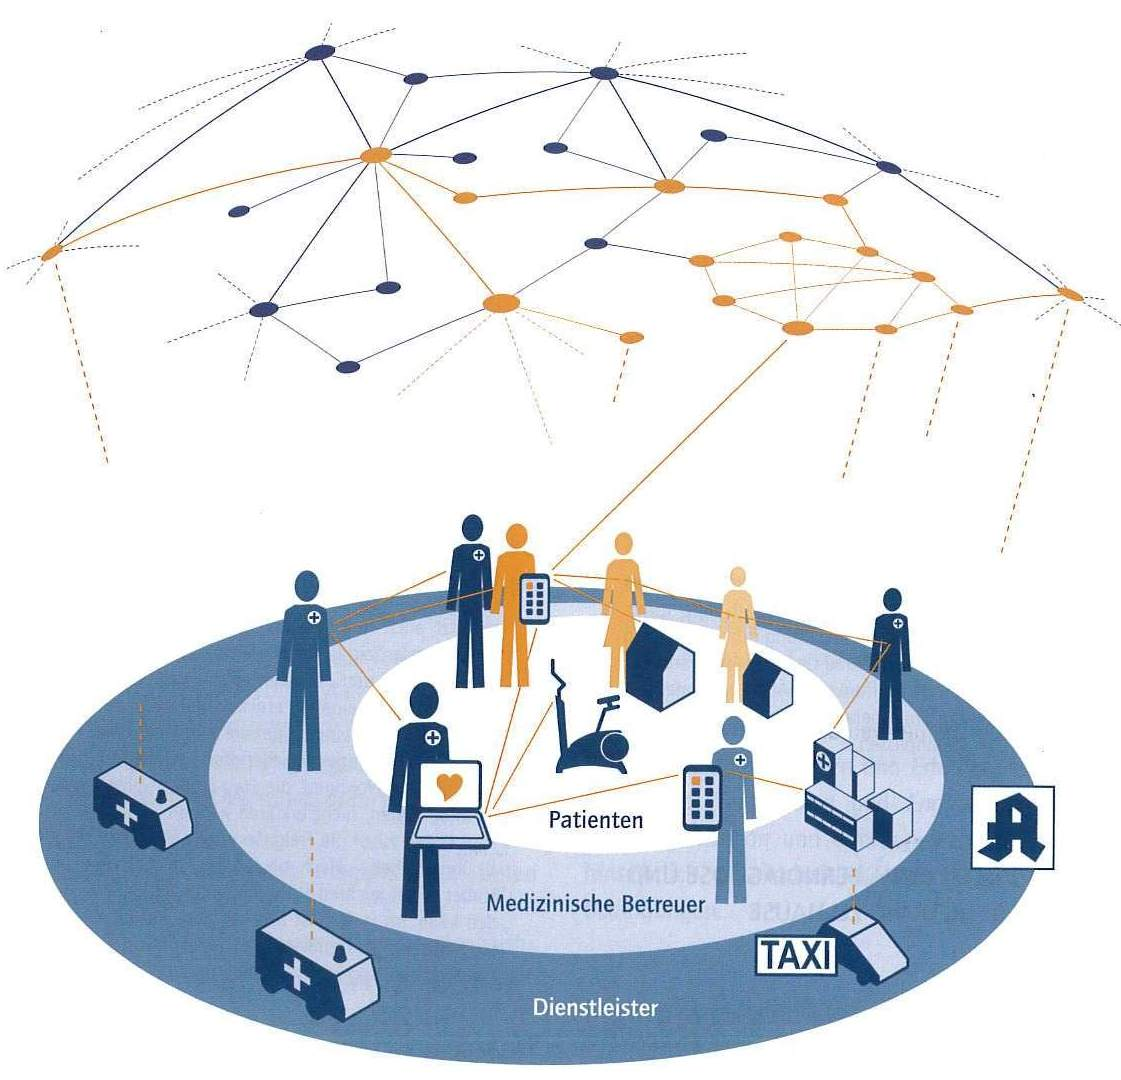 Patienten
Medizinische Betreuer
TAXI
Dienstleister